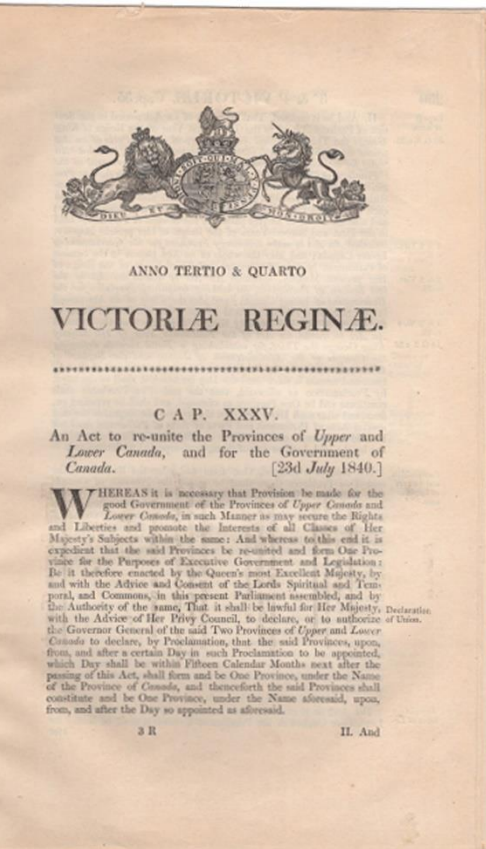 HONI SOIT QUI MAL Y
DIEU ET MON DROIT
ANNO TERTIO & QUARTO
VICTORIÆ REGINÆ.
CAP. XXXV.
An Act to re-unite the Provinces of Upper and
Lower Canada, and for the Government of
Canada. [23d July 1840.]
WHEREAS it is necessary that Provision be made for the
good Government of the Provinces of Upper Canada and
Lower Canada, in such Manner as may secure the Rights
and Liberties and promote the Interests of all Classes of Her
Majesty's Subjects within the same: And whereas to this end it is
expedient that the said Provinces be re-united and form One Pro-
vince for the Purposes of Executive Government and Legislation:
Be it therefore enacted by the Queen's most Excellent Majesty, by
and with the Advice and Consent of the Lords Spiritual and Tem-
poral, and Commons, in this present Parliament assembled, and by
the Authority of the same, That it shall be lawful for Her Majesty,
with the Advice of Her Privy Council, to declare, or to authorize
the Governor General of the said Two Provinces of Upper and Lower
Canada to declare, by Proclamation, that the said Provinces, upon,
from, and after a certain Day in such Proclamation to be appointed,
which Day shall be within Fifteen Calendar Months next after the
passing of this Act, shall form and be One Province, under the Name
of the Province of Canada, and thenceforth the said Provinces shall
constitute and be One Province, under the Name aforesaid, upon,
from, and after the Day so appointed as aforesaid.
Declaration
of Union.
3 R II. And